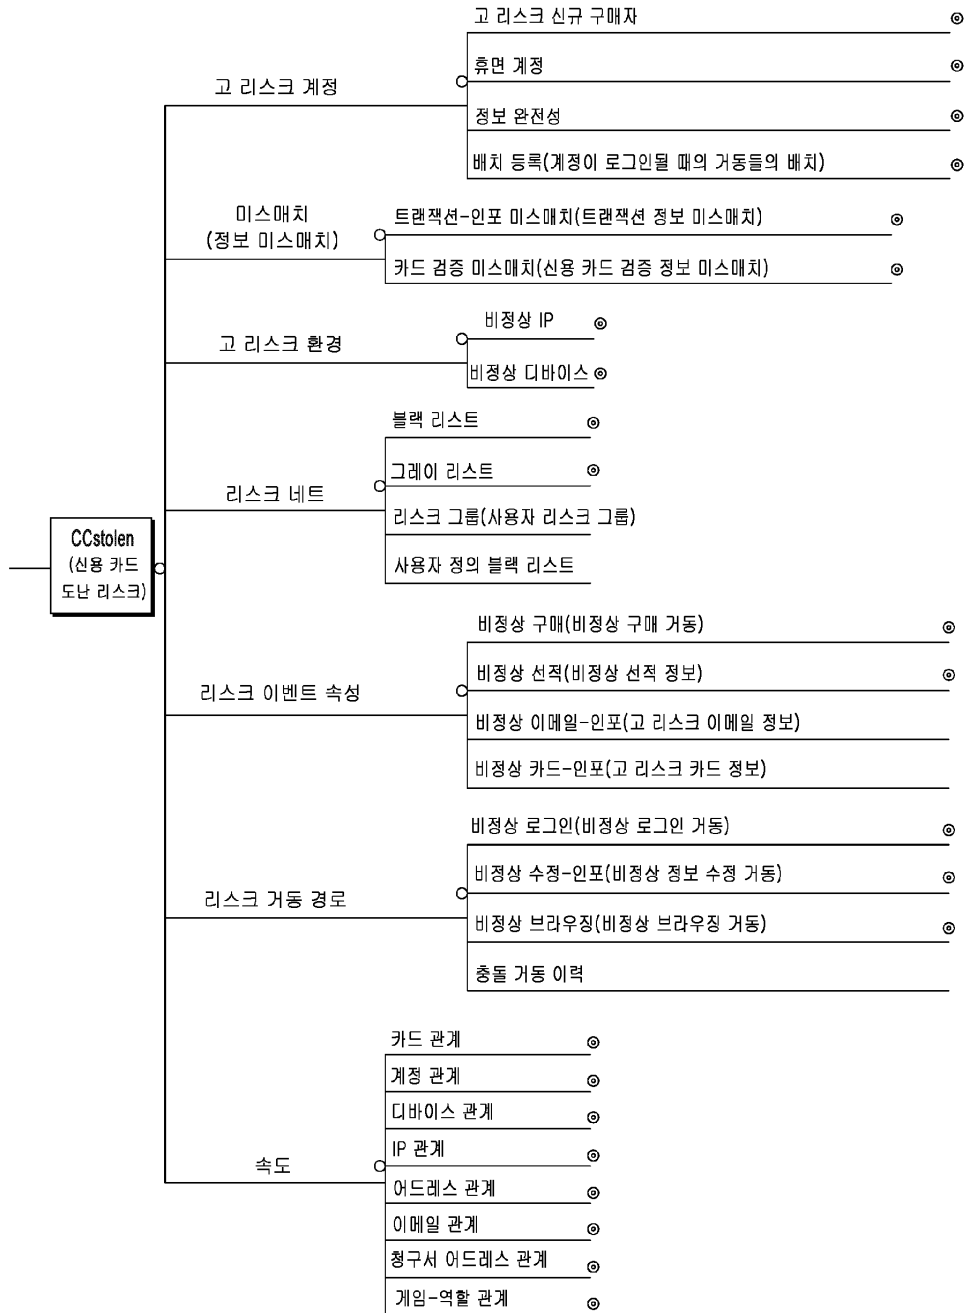 고 리스크 신규 구매자
고 리스크 계정
휴면 계정
정보 완전성
배치 등록(계정이 로그인될 때의 거동들의 배치)
미스매치
(정보 미스매치)
트랜잭션-인포 미스매치(트랜잭션 정보 미스매치)
카드 검증 미스매치(신용 카드 검증 정보 미스매치)
고 리스크 환경
비정상 IP
비정상 디바이스
리스크 네트
블랙 리스트
그레이 리스트
리스크 그룹(사용자 리스크 그룹)
사용자 정의 블랙 리스트
CCstolen
(신용 카드
도난 리스크)
리스크 이벤트 속성
비정상 구매(비정상 구매 거동)
비정상 선적(비정상 선적 정보)
비정상 이메일-인포(고 리스크 이메일 정보)
비정상 카드-인포(고 리스크 카드 정보)
리스크 거동 경로
비정상 로그인(비정상 로그인 거동)
비정상 수정-인포(비정상 정보 수정 거동)
비정상 브라우징(비정상 브라우징 거동)
충돌 거동 이력
속도
카드 관계
계정 관계
디바이스 관계
IP 관계
어드레스 관계
이메일 관계
청구서 어드레스 관계
게임-역할 관계